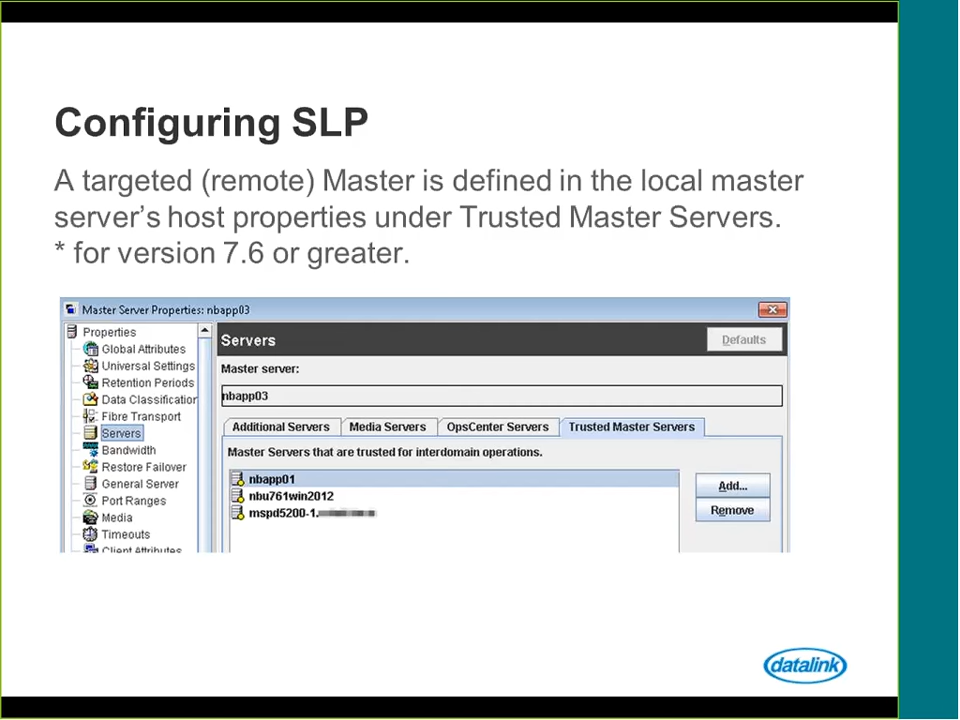 Configuring SLP
A targeted (remote) Master is defined in the local master
server's host properties under Trusted Master Servers.
* for version 7.6 or greater.
Master Server Properties: nbapp03
Properties
Global Attributes
Universal Settings
Retention Periods
Data Classification
Fibre Transport
Servers
Bandwidth
Restore Failover
General Server
Port Ranges
Media
Timeouts
Client Attributes
Servers
Defaults
Master server:
nbapp03
Additional Servers Media Servers OpsCenter Servers Trusted Master Servers
Master Servers that are trusted for interdomain operations.
nbapp01
nbu761win2012
mspd5200-1.
Add...
Remove
datalink